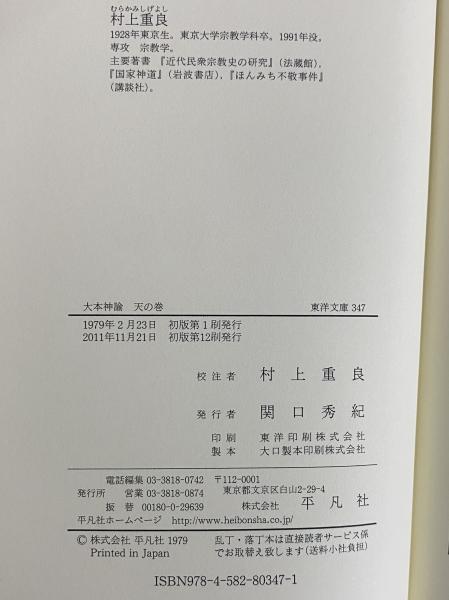 むらかみしげよし
村上重良
1928年東京生。東京大学宗教学科卒。1991年没。
専攻 宗教学。
主要著書 『近代民衆宗教史の研究』(法蔵館),
『国家神道』(岩波書店),『ほんみち不敬事件』
(講談社)。
大本神諭 天の巻 東洋文庫 347
1979年2月23日 初版第1刷発行
2011年11月21日 初版第12刷発行
校注者 村上重良
発行者 関口秀紀
印刷 東洋印刷株式会社
製本 大口製本印刷株式会社
電話編集 03-3818-0742 〒112-0001
発行所 営業 03-3818-0874 東京都文京区白山2-29-4
振替 00180-0-29639 株式会社 平凡社
平凡社ホームページ http://www.heibonsha.co.jp/
© 株式会社 平凡社 1979 乱丁・落丁本は直接読者サービス係
Printed in Japan でお取替え致します(送料小社負担)
ISBN978-4-582-80347-1